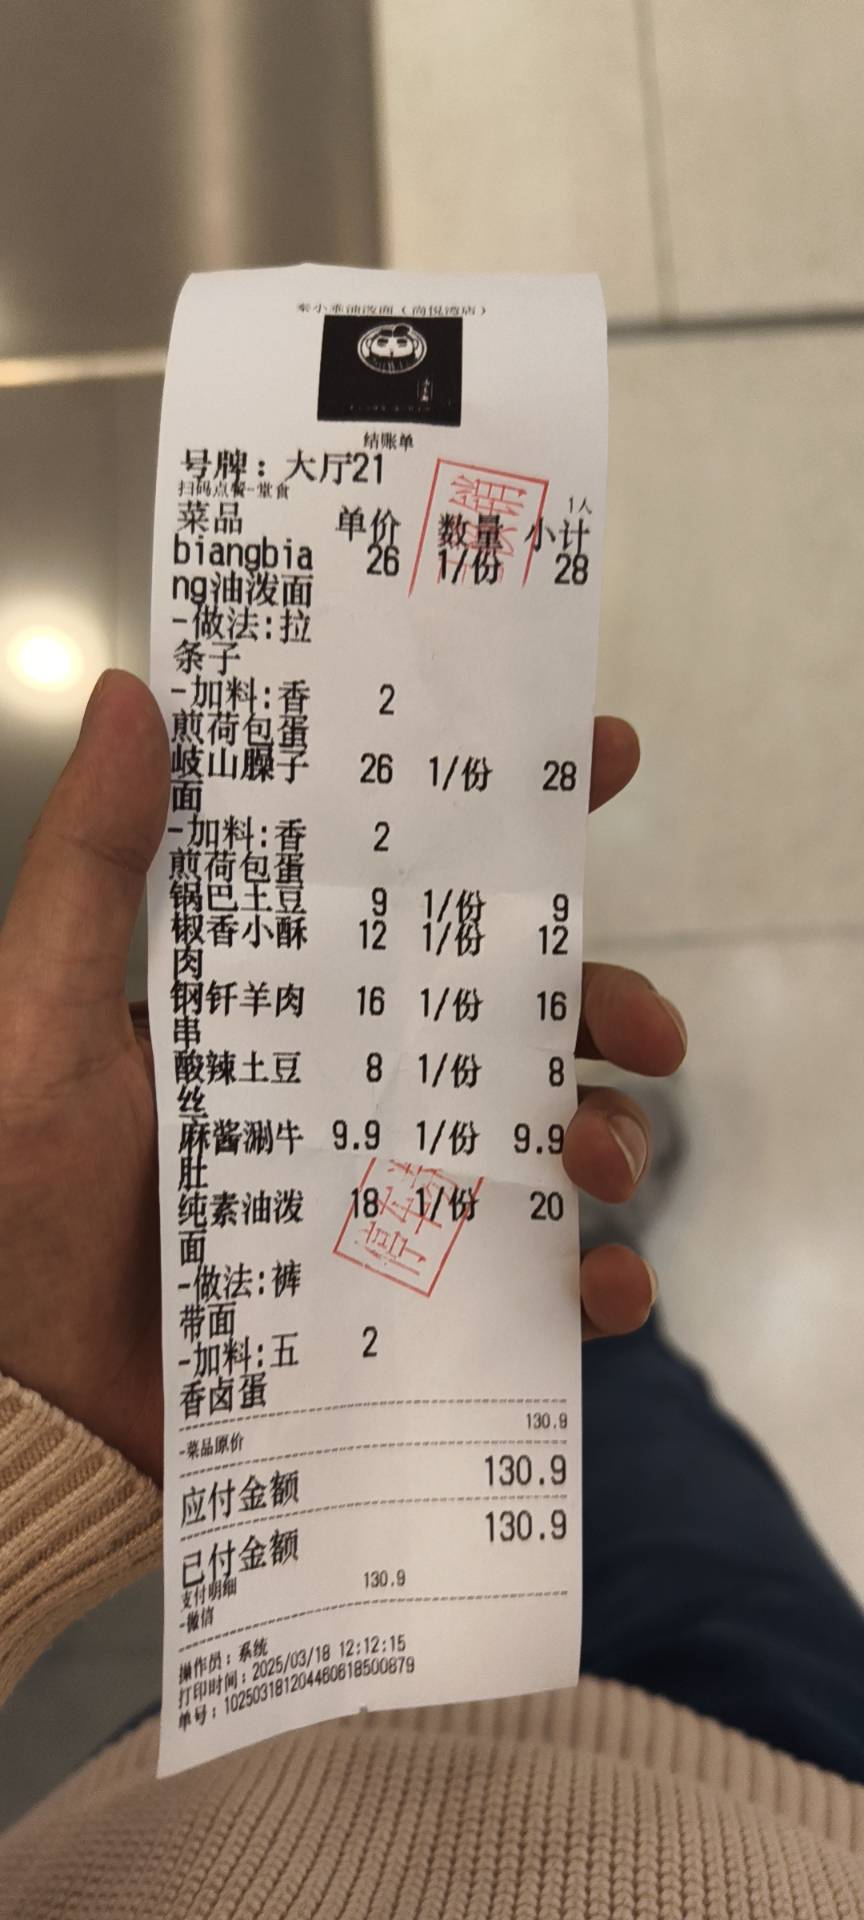 秦小乖油泼面（尚悦湾店）
结账单
号牌：大厅21
扫码点餐-堂食 1人
菜品 单价 数量 小计
biangbia 26 1/份 28
ng油泼面
-做法:拉
条子
-加料:香 2
煎荷包蛋
岐山臊子 26 1/份 28
面
-加料:香 2
煎荷包蛋
锅巴土豆 9 1/份 9
椒香小酥 12 1/份 12
肉
钢钎羊肉 16 1/份 16
串
酸辣土豆 8 1/份 8
丝
麻酱涮牛 9.9 1/份 9.9
肚
纯素油泼 18 1/份 20
面
-做法:裤
带面
-加料:五 2
香卤蛋
-菜品原价 130.9
应付金额 130.9
已付金额 130.9
支付明细
-微信 130.9
操作员：系统
打印时间：2025/03/18 12:12:15
单号：102503181204460618500879